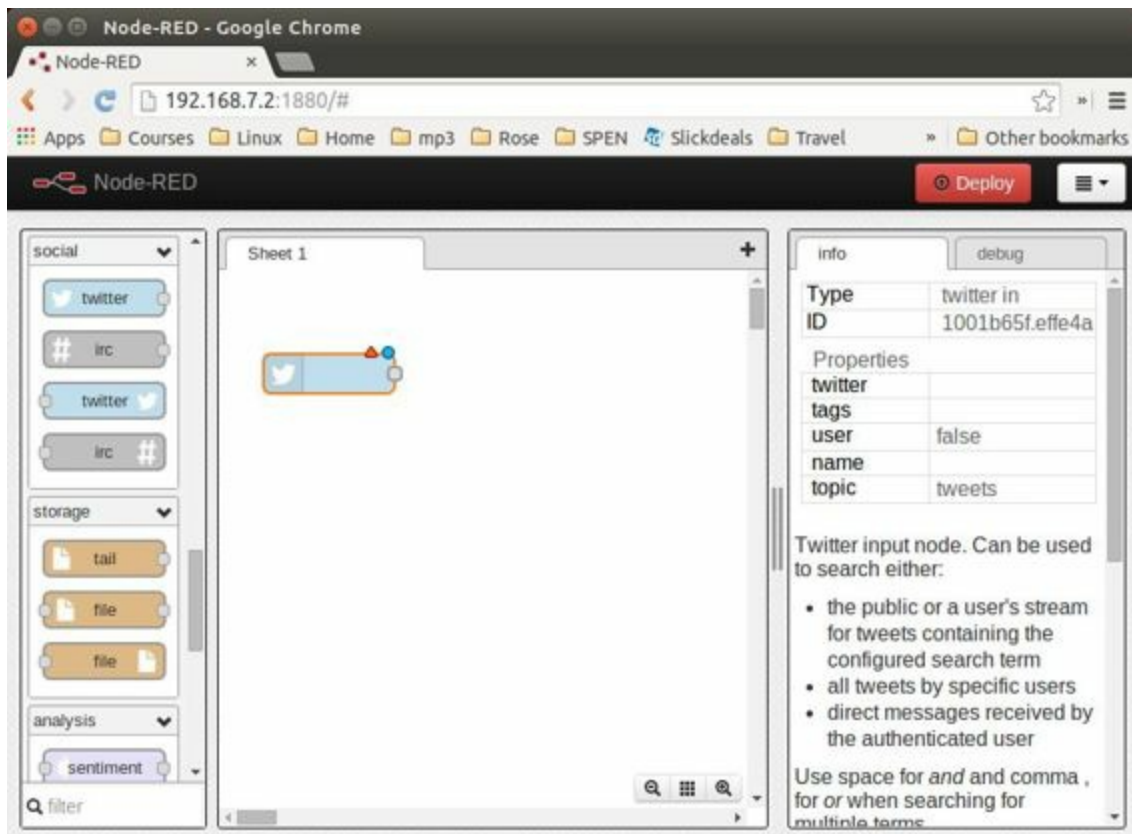 Node-RED - Google Chrome
Node-RED ×
192.168.7.2:1880/#
Apps Courses Linux Home mp3 Rose SPEN Slickdeals Travel » Other bookmarks
Node-RED Deploy
social
twitter
# irc
twitter
irc #
storage
tail
file
file
analysis
sentiment
filter
Sheet 1 +
info debug
Type twitter in
ID 1001b65f.effe4a
Properties
twitter
tags
user false
name
topic tweets
Twitter input node. Can be used
to search either:
• the public or a user's stream
for tweets containing the
configured search term
• all tweets by specific users
• direct messages received by
the authenticated user
Use space for and and comma ,
for or when searching for
multiple terms